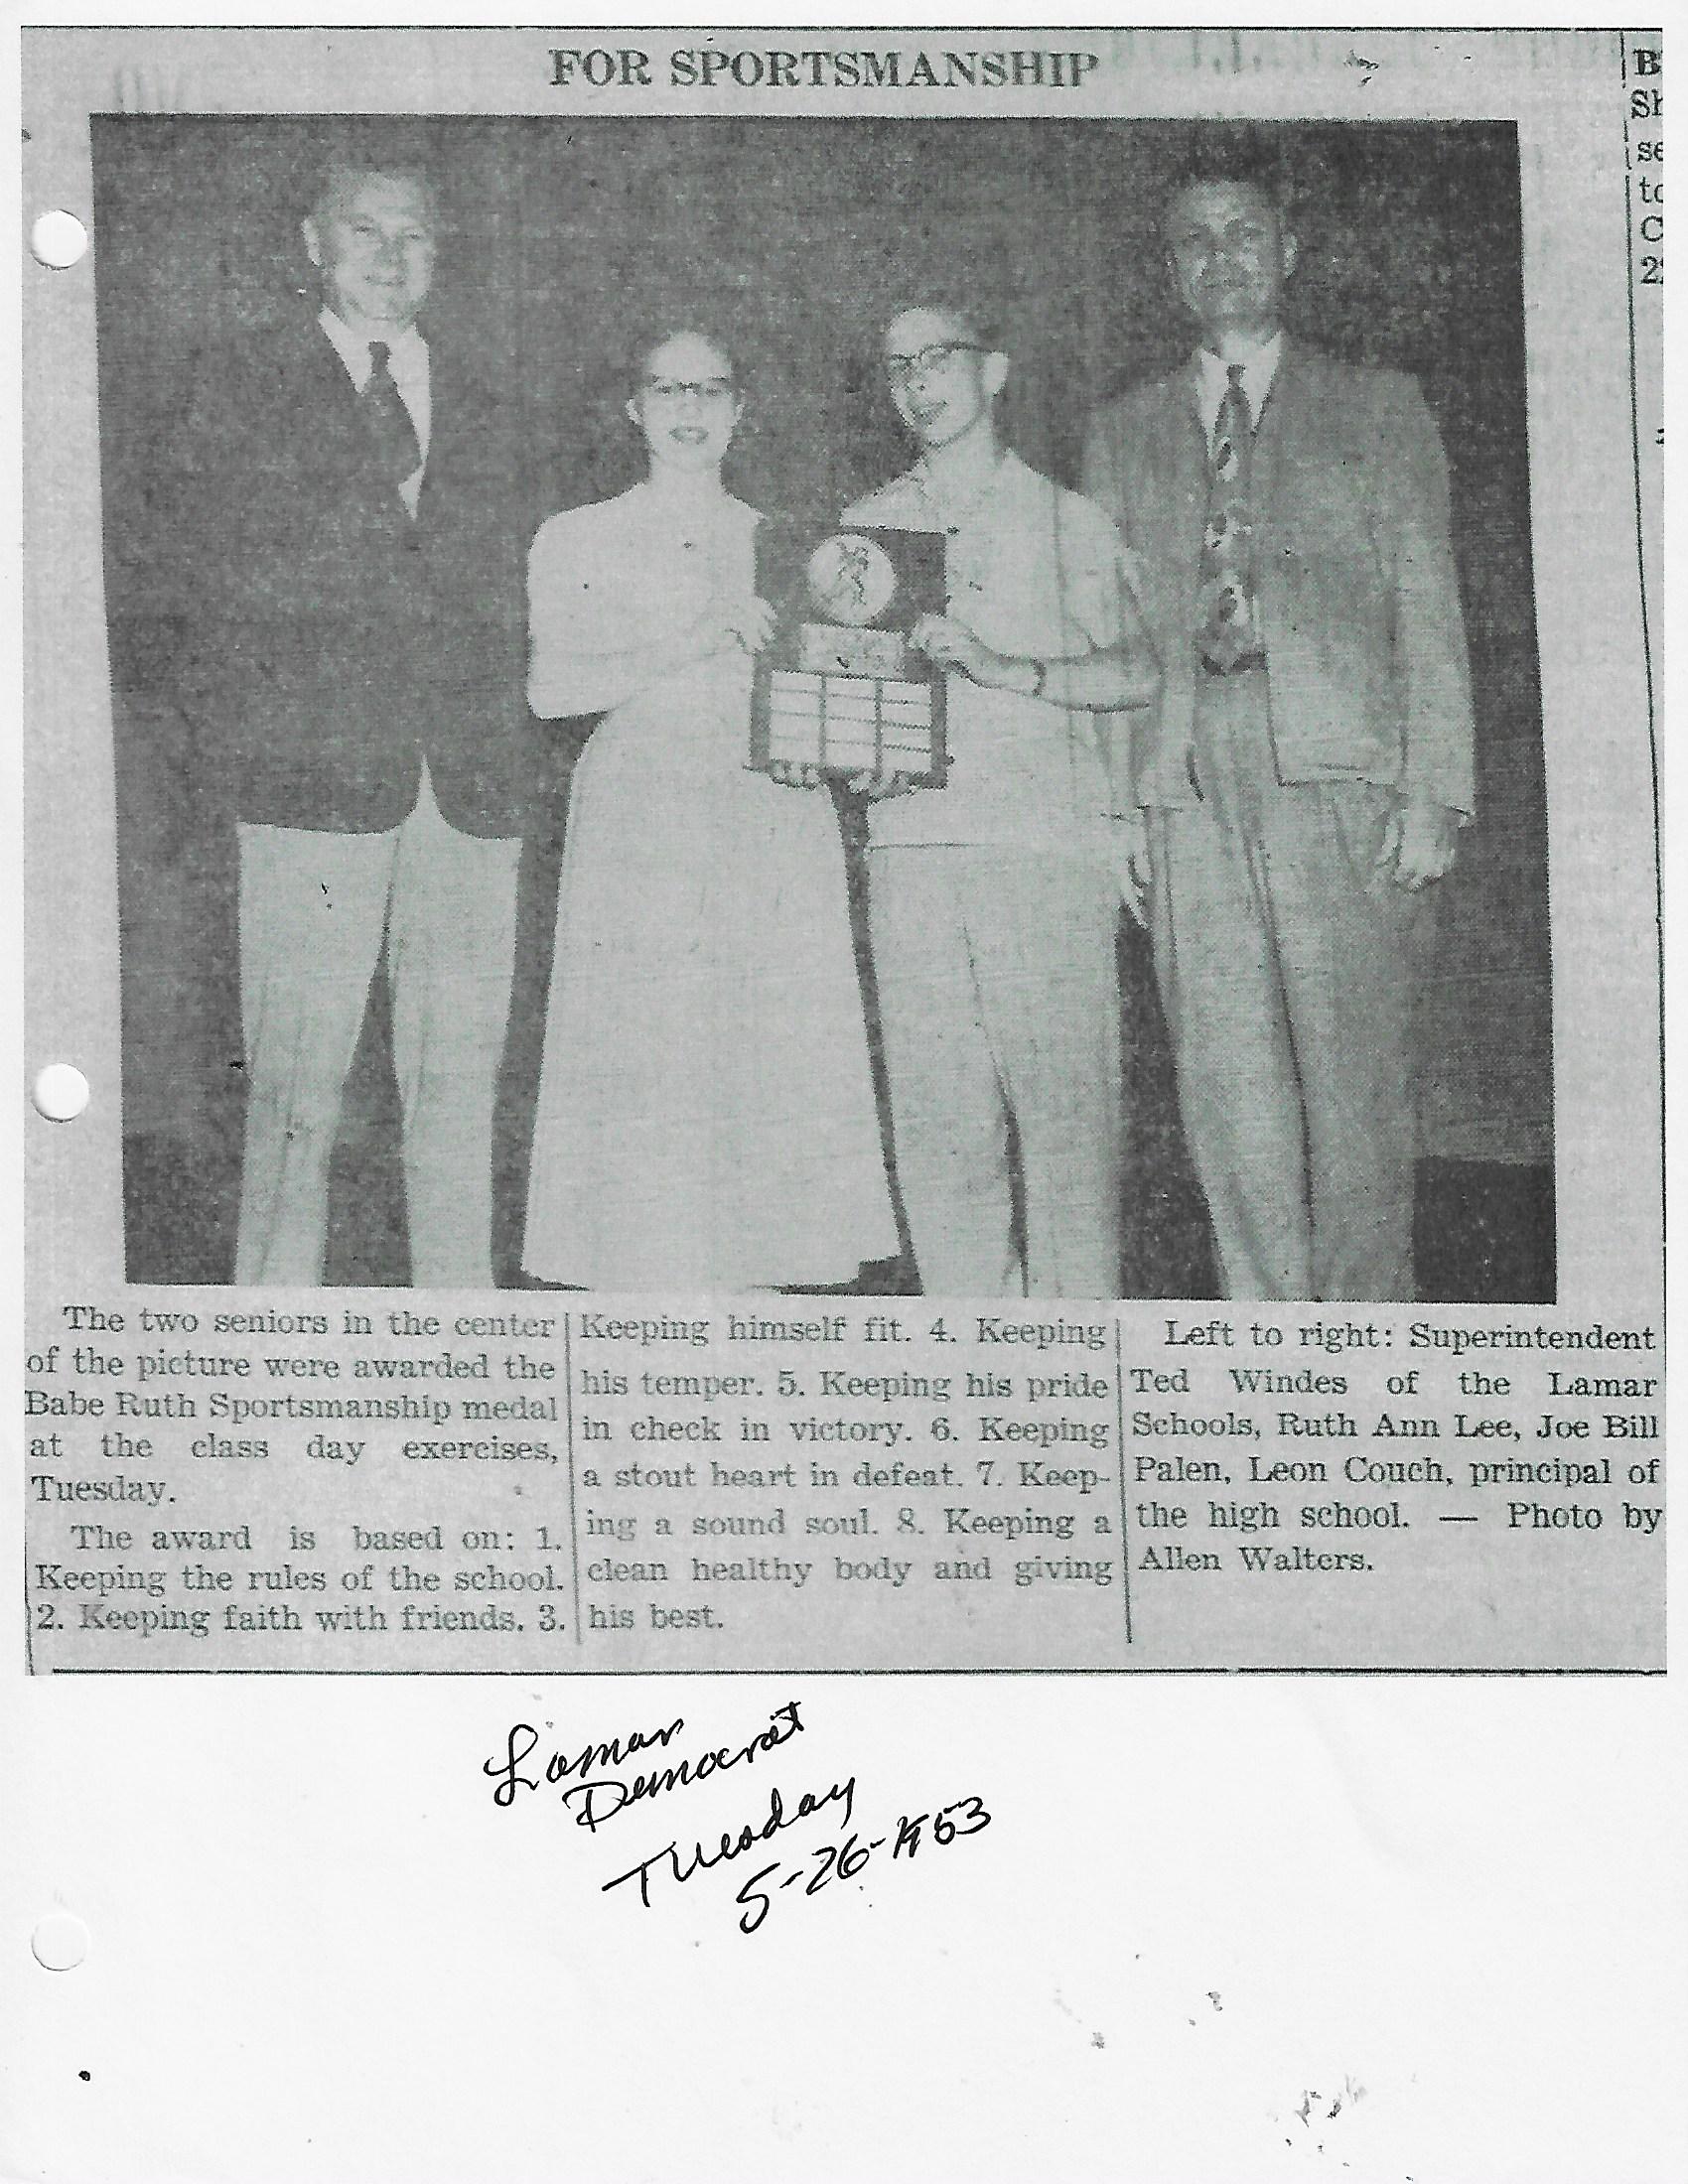 FOR SPORTSMANSHIP
The two seniors in the center
of the picture were awarded the
Babe Ruth Sportsmanship medal
at the class day exercises,
Tuesday.
The award is based on: 1.
Keeping the rules of the school.
2. Keeping faith with friends. 3.
Keeping himself fit. 4. Keeping
his temper. 5. Keeping his pride
in check in victory. 6. Keeping
a stout heart in defeat. 7. Keep-
ing a sound soul. 8. Keeping a
clean healthy body and giving
his best.
Left to right: Superintendent
Ted Windes of the Lamar
Schools, Ruth Ann Lee, Joe Bill
Palen, Leon Couch, principal of
the high school. — Photo by
Allen Walters.
B
Sh
se
to
C
Lamar
Democrat
Tuesday
5-26-53